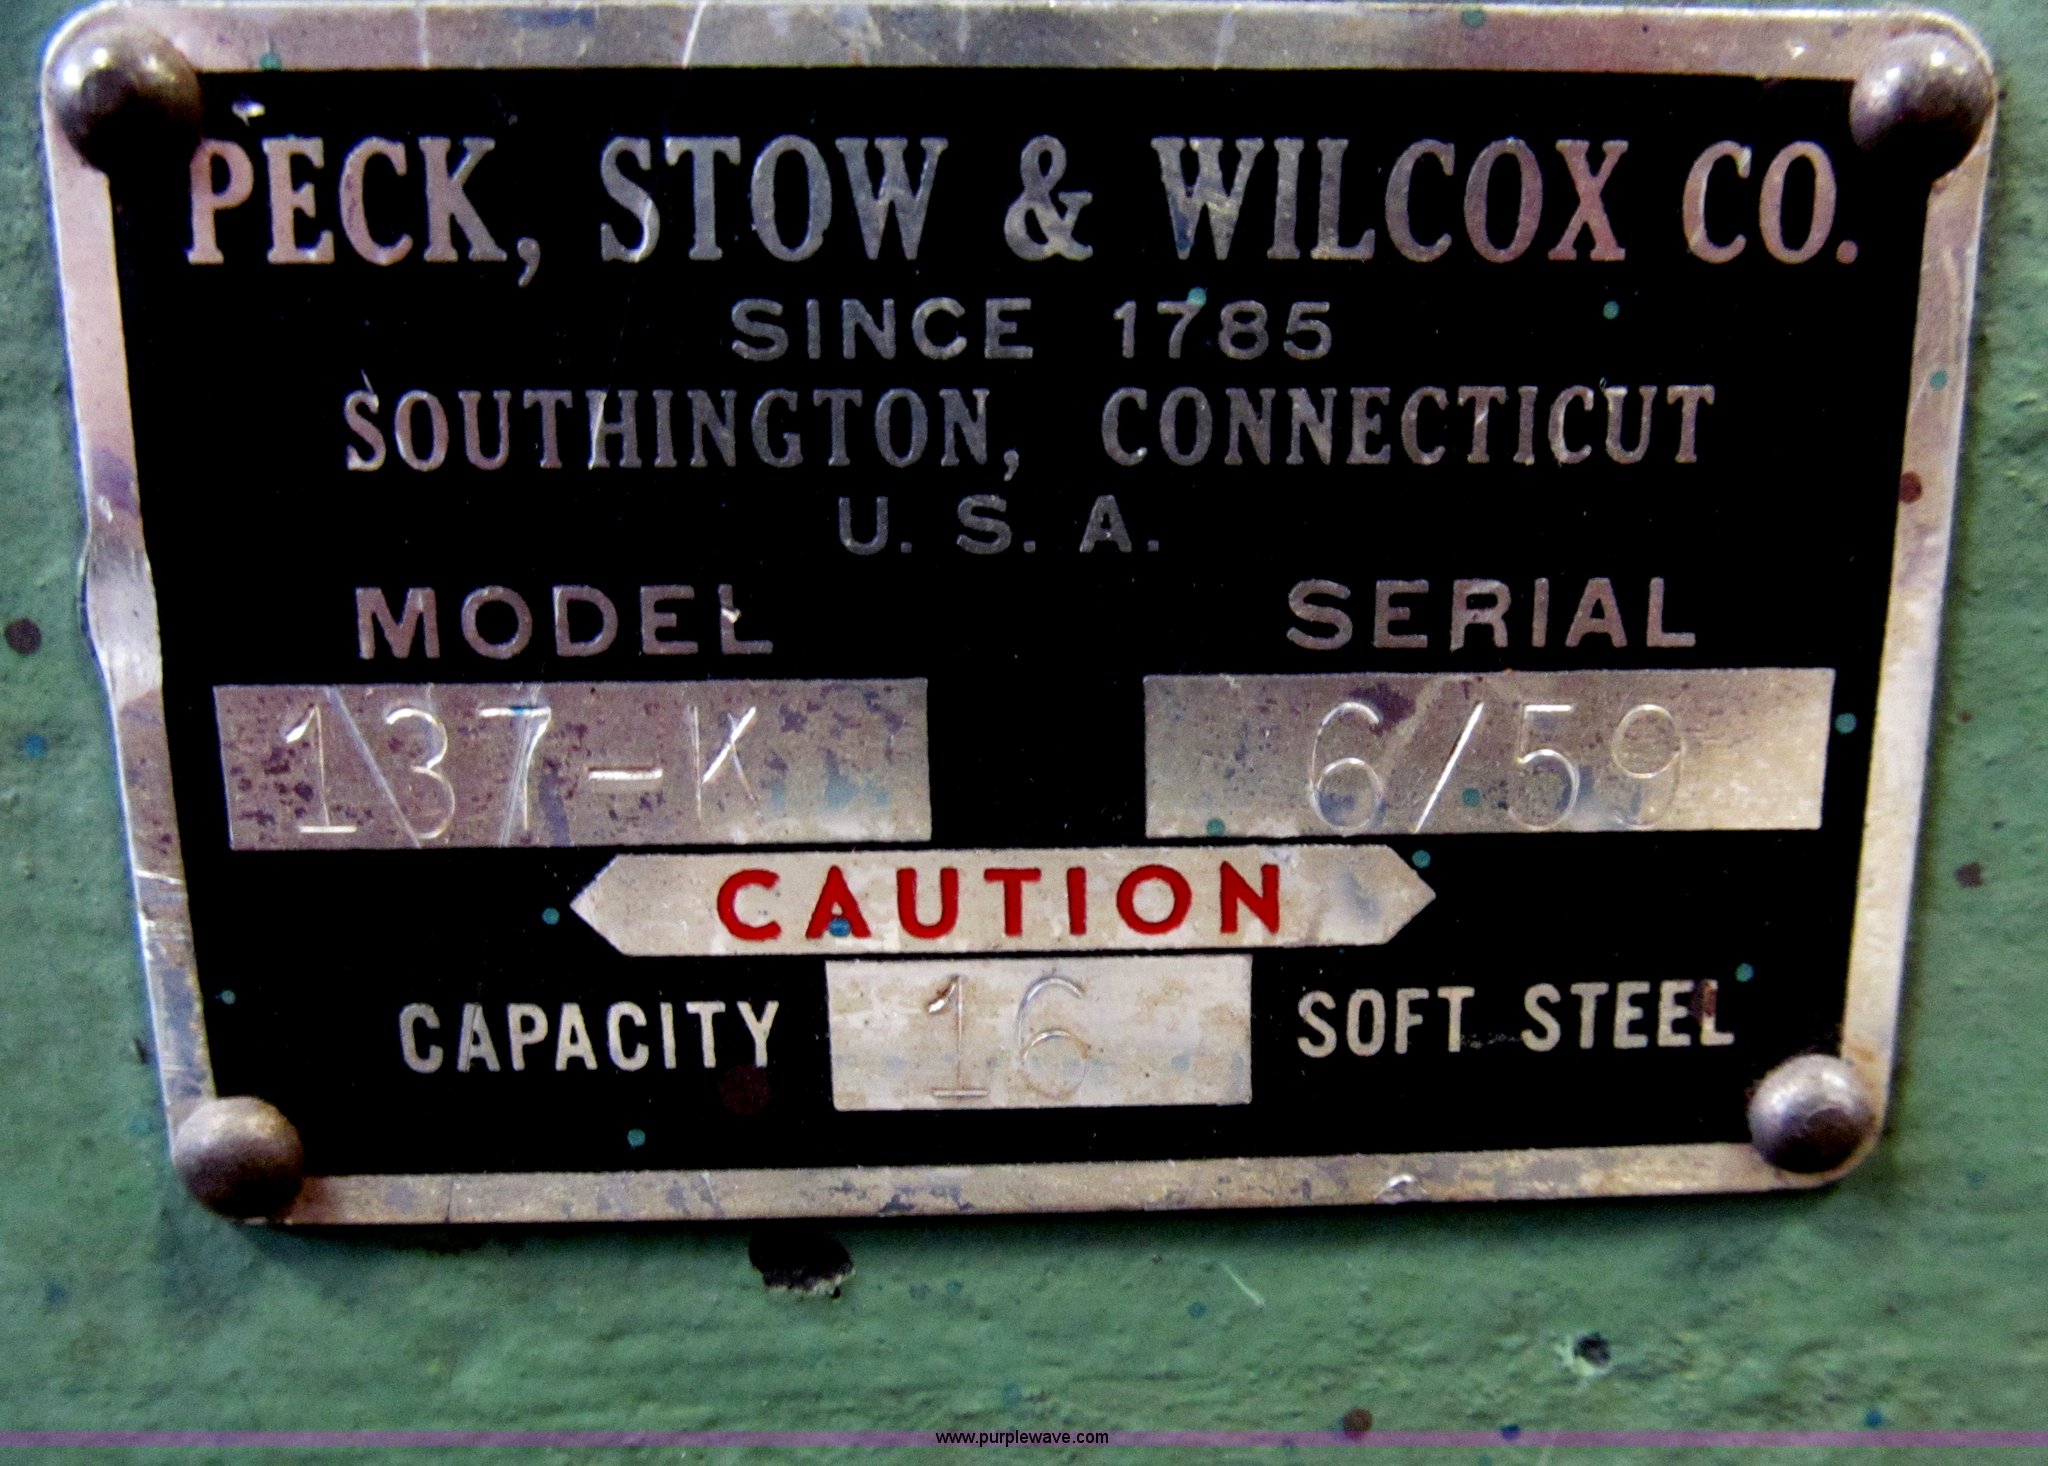 PECK, STOW & WILCOX CO.
SINCE 1785
SOUTHINGTON, CONNECTICUT
U. S. A.
MODEL SERIAL
137-K 6/59
CAUTION
CAPACITY 16 SOFT STEEL
www.purplewave.com